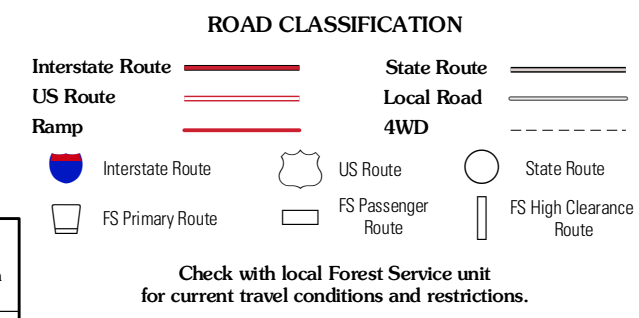 ROAD CLASSIFICATION
Interstate Route
State Route
US Route
Local Road
Ramp
4WD
Interstate Route
US Route
State Route
FS Primary Route
FS Passenger
Route
FS High Clearance
Route
Check with local Forest Service unit
for current travel conditions and restrictions.